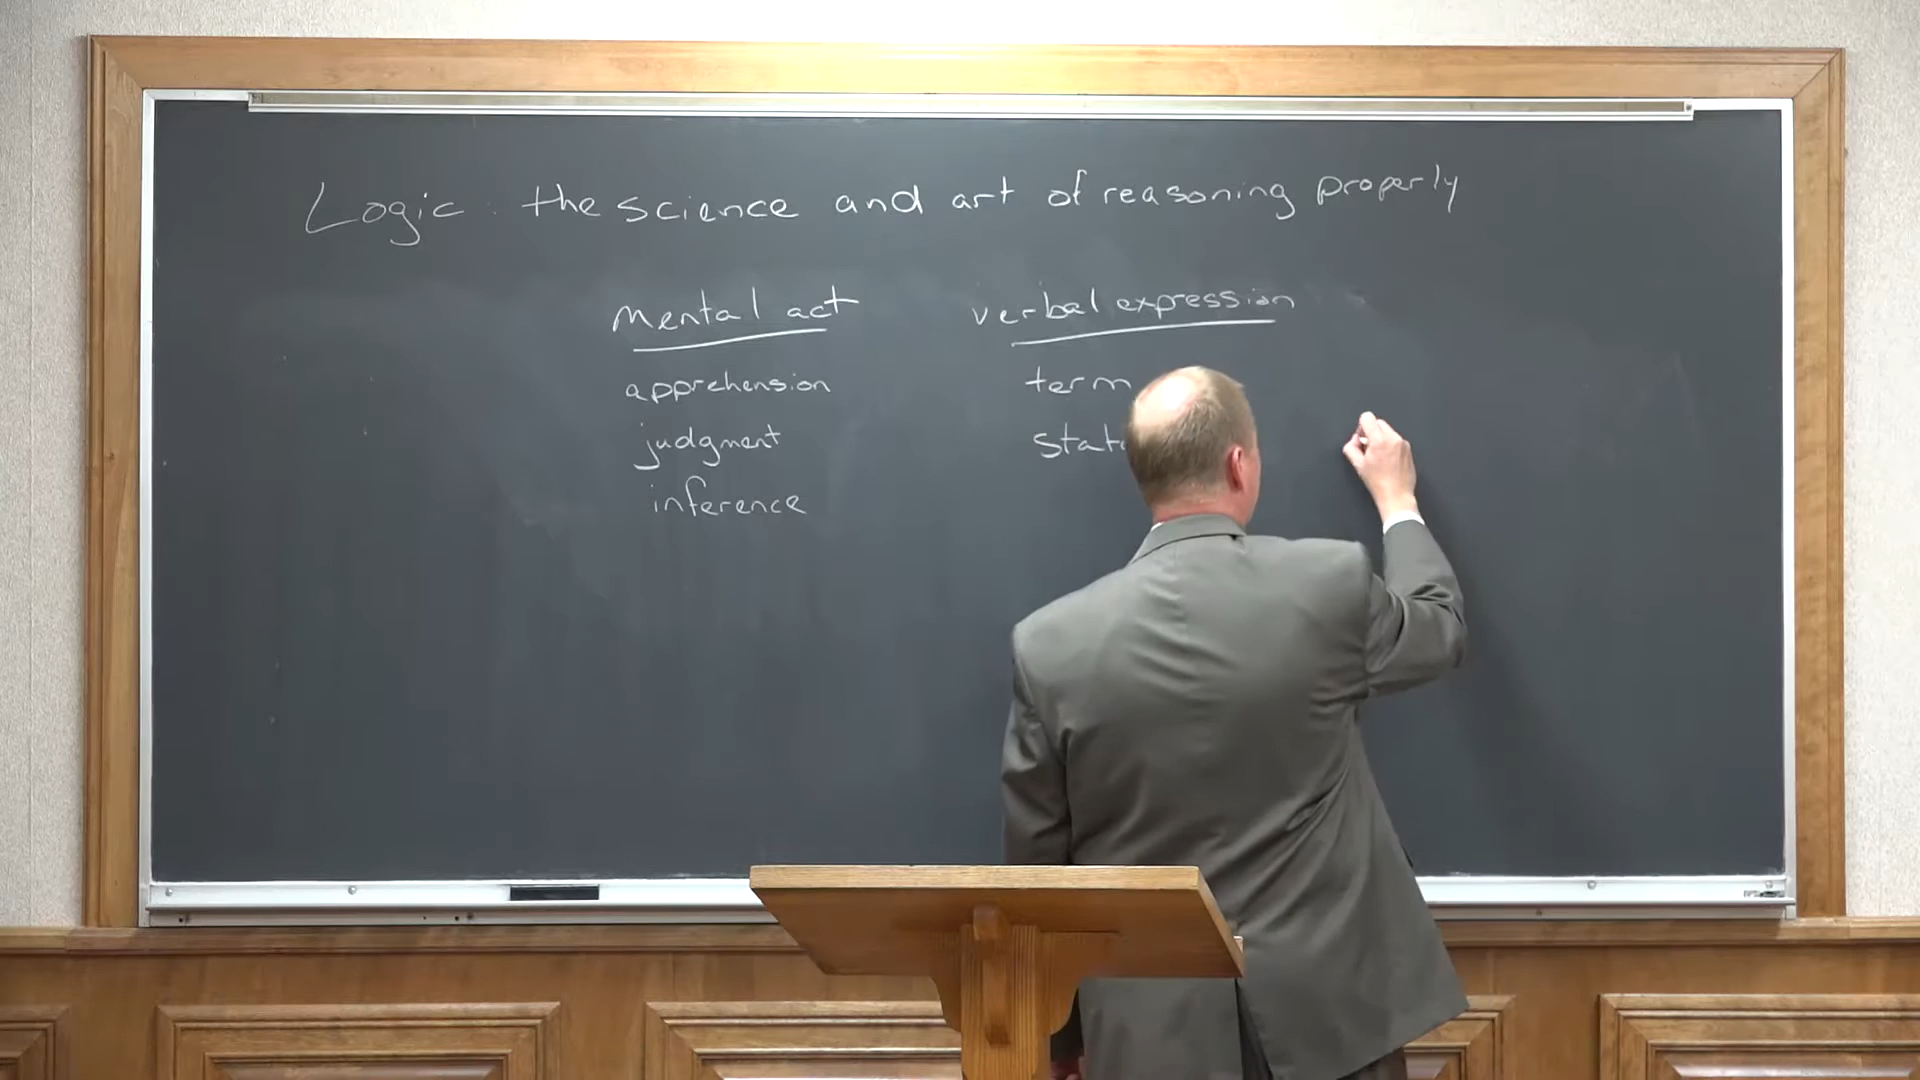 Logic: the science and art of reasoning properly
mental act verbal expression
apprehension term
judgment
inference